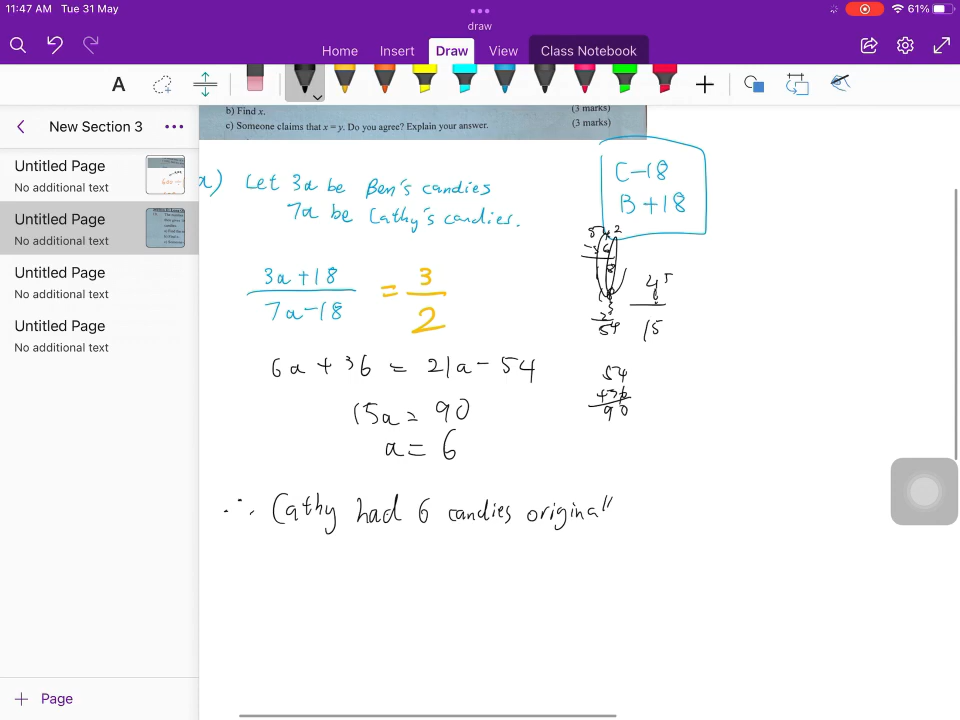 11:47 AM Tue 31 May
61%
draw
Home Insert Draw View Class Notebook
A
New Section 3
Untitled Page
No additional text
Untitled Page
No additional text
Untitled Page
No additional text
Untitled Page
No additional text
Page
b) Find x. (3 marks)
c) Someone claims that x = y. Do you agree? Explain your answer. (3 marks)
a) Let 3a be Ben's candies
7a be Cathy's candies.
C-18
B+18
3a+18
7a-18
= 3
2
6a + 36 = 21a - 54
15a = 90
a = 6
15
54
+36
90
∴ Cathy had 6 candies original